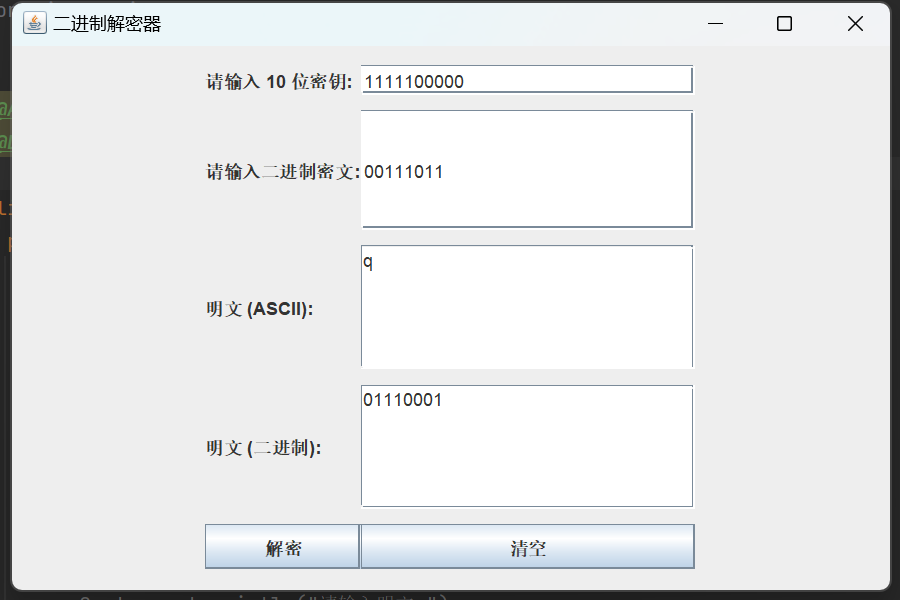 二进制解密器
请输入 10 位密钥: 1111100000
请输入二进制密文: 00111011
明文 (ASCII): q
明文 (二进制): 01110001
解密 清空